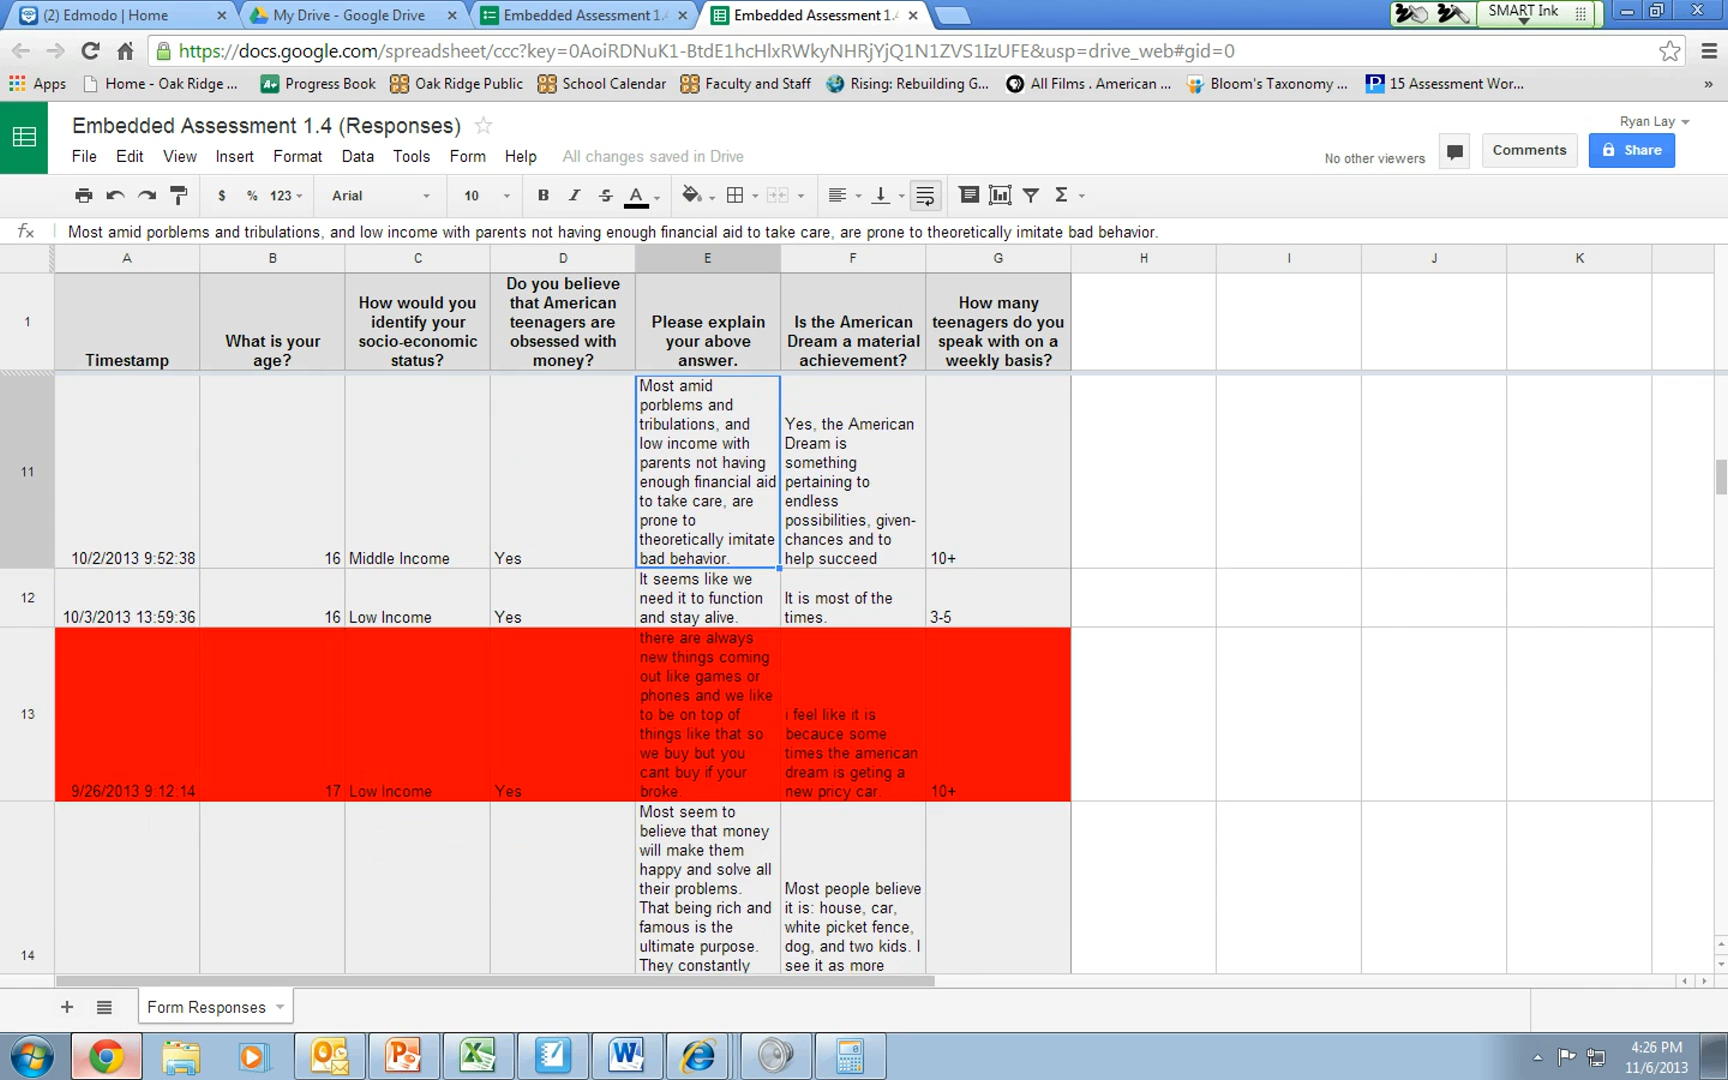 (2) Edmodo | Home
My Drive - Google Drive
Embedded Assessment 1.4
Embedded Assessment 1.4
SMART Ink
https://docs.google.com/spreadsheet/ccc?key=0AoiRDNuK1-BtdE1hcHlxRWkyNHRjYjQ1N1ZVS1IzUFE&usp=drive_web#gid=0
Apps
Home - Oak Ridge ...
Progress Book
Oak Ridge Public
School Calendar
Faculty and Staff
Rising: Rebuilding G...
All Films . American ...
Bloom's Taxonomy ...
15 Assessment Wor...
»
Embedded Assessment 1.4 (Responses)
Ryan Lay
File Edit View Insert Format Data Tools Form Help All changes saved in Drive
No other viewers
Comments
Share
$ % 123 Arial 10 B I S A Σ
fx Most amid porblems and tribulations, and low income with parents not having enough financial aid to take care, are prone to theoretically imitate bad behavior.
A B C D E F G H I J K
1
Timestamp
What is your
age?
How would you
identify your
socio-economic
status?
Do you believe
that American
teenagers are
obsessed with
money?
Please explain
your above
answer.
Is the American
Dream a material
achievement?
How many
teenagers do you
speak with on a
weekly basis?
11
10/2/2013 9:52:38
16
Middle Income
Yes
Most amid
porblems and
tribulations, and
low income with
parents not having
enough financial aid
to take care, are
prone to
theoretically imitate
bad behavior.
Yes, the American
Dream is
something
pertaining to
endless
possibilities, given-
chances and to
help succeed
10+
12
10/3/2013 13:59:36
16
Low Income
Yes
It seems like we
need it to function
and stay alive.
It is most of the
times.
3-5
13
9/26/2013 9:12:14
17
Low Income
Yes
there are always
new things coming
out like games or
phones and we like
to be on top of
things like that so
we buy but you
cant buy if your
broke.
i feel like it is
becauce some
times the american
dream is geting a
new pricy car.
10+
14
Most seem to
believe that money
will make them
happy and solve all
their problems.
That being rich and
famous is the
ultimate purpose.
They constantly
Most people believe
it is: house, car,
white picket fence,
dog, and two kids. I
see it as more
+
Form Responses
4:26 PM
11/6/2013